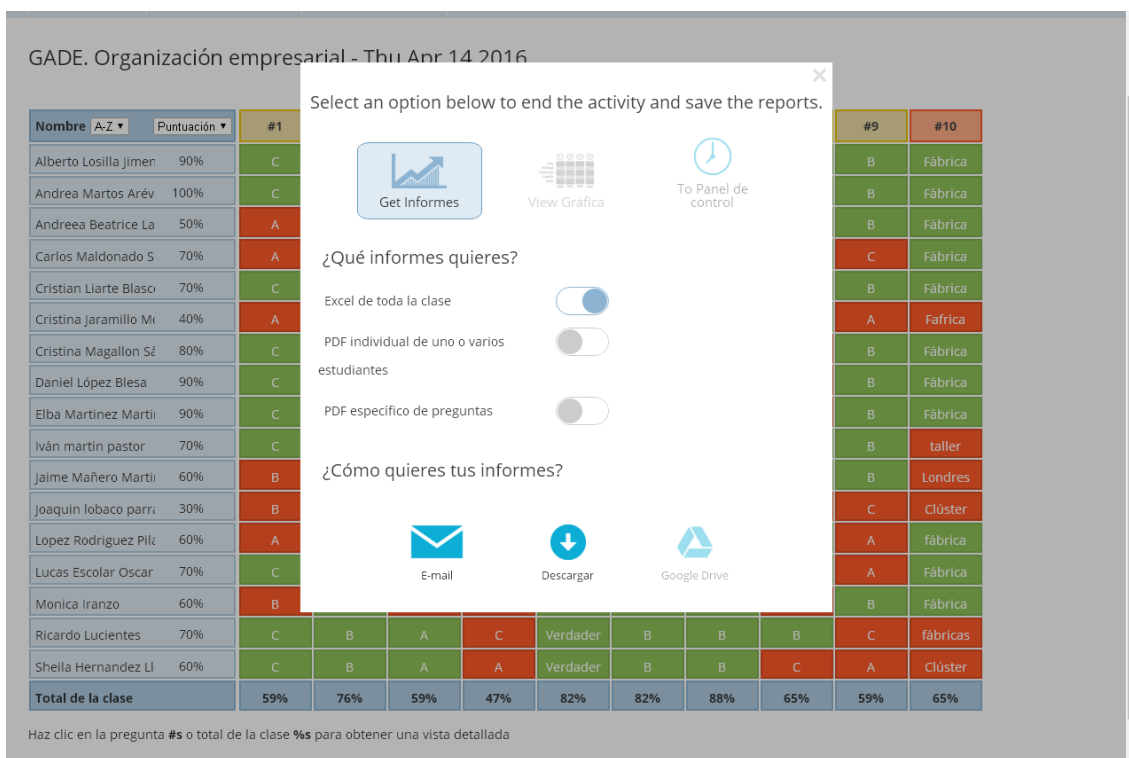 GADE. Organización empresarial - Thu Apr 14 2016
×
Select an option below to end the activity and save the reports.
Get Informes
View Gráfica
To Panel de
control
¿Qué informes quieres?
Excel de toda la clase
PDF individual de uno o varios
estudiantes
PDF especifico de preguntas
¿Cómo quieres tus informes?
E-mail Descargar Google Drive
Nombre A-Z Puntuación #1 #9 #10
Alberto Losilla Jimen 90% C B Fábrica
Andrea Martos Arév 100% C B Fábrica
Andreea Beatrice La 50% A B Fábrica
Carlos Maldonado S 70% A C Fábrica
Cristian Liarte Blasc 70% C B Fábrica
Cristina Jaramillo M 40% A A Fafrica
Cristina Magallon Sá 80% C B Fábrica
Daniel López Blesa 90% C B Fábrica
Elba Martinez Marti 90% C B Fábrica
Iván martín pastor 70% C B taller
Jaime Mañero Marti 60% B B Londres
Joaquin lobaco parra 30% B C Clúster
Lopez Rodriguez Pila 60% A A fábrica
Lucas Escolar Oscar 70% C A Fábrica
Monica Iranzo 60% B B Fábrica
Ricardo Lucientes 70% C B A C Verdader B B B C fábricas
Sheila Hernandez Ll 60% C B A A Verdader B B C A Clúster
Total de la clase 59% 76% 59% 47% 82% 82% 88% 65% 59% 65%
Haz clic en la pregunta #s o total de la clase %s para obtener una vista detallada